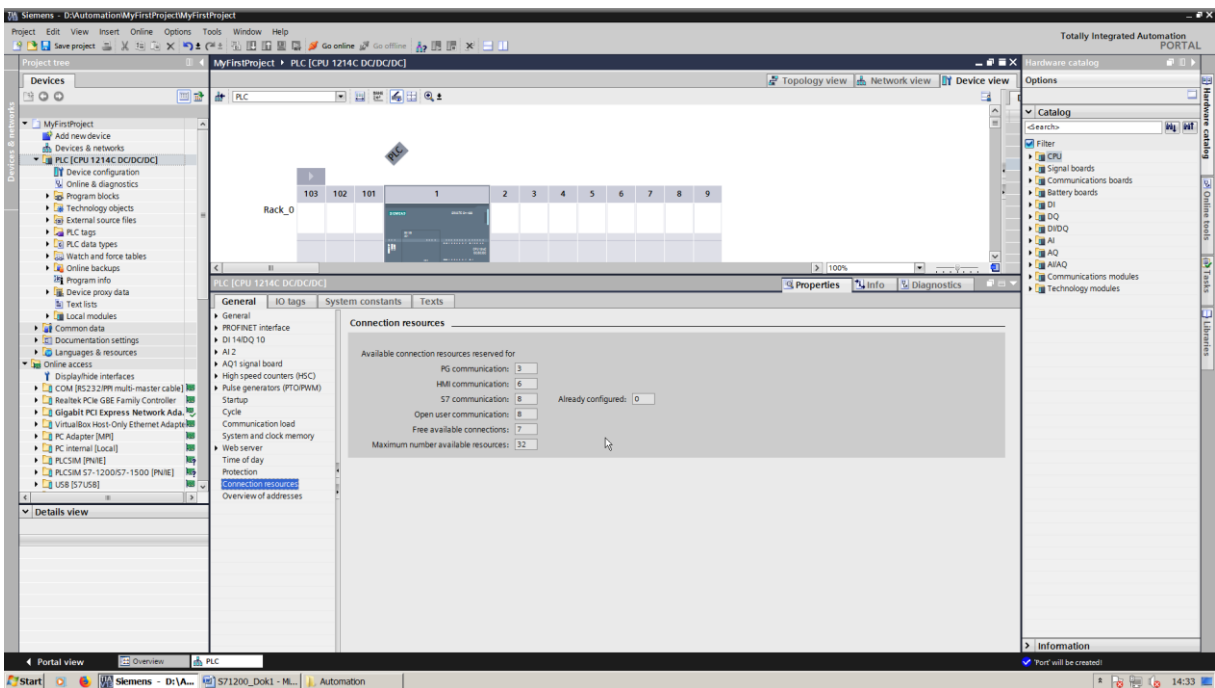 Siemens - D:\Automation\MyFirstProject\MyFirstProject
Project Edit View Insert Online Options Tools Window Help
Totally Integrated Automation
PORTAL
Save project
Go online
Go offline
Project tree
Devices
Devices & networks
MyFirstProject
Add new device
Devices & networks
PLC [CPU 1214C DC/DC/DC]
Device configuration
Online & diagnostics
Program blocks
Technology objects
External source files
PLC tags
PLC data types
Watch and force tables
Online backups
Program info
Device proxy data
Text lists
Local modules
Common data
Documentation settings
Languages & resources
Online access
Display/hide interfaces
COM [RS232/PPI multi-master cable]
Realtek PCIe GBE Family Controller
Gigabit PCI Express Network Ada.
VirtualBox Host-Only Ethernet Adapte
PC Adapter [MPI]
PC internal [Local]
PLCSIM [PN/IE]
PLCSIM S7-1200/S7-1500 [PN/IE]
USB [S7USB]
Details view
MyFirstProject PLC [CPU 1214C DC/DC/DC]
Topology view Network view Device view
PLC
PLC
103 102 101 1 2 3 4 5 6 7 8 9
Rack_0
100%
PLC [CPU 1214C DC/DC/DC]
Properties Info Diagnostics
General IO tags System constants Texts
General
PROFINET interface
DI 14/DQ 10
AI 2
AQ1 signal board
High speed counters (HSC)
Pulse generators (PTO/PWM)
Startup
Cycle
Communication load
System and clock memory
Web server
Time of day
Protection
Connection resources
Overview of addresses
Connection resources
Available connection resources reserved for
PG communication: 3
HMI communication: 6
S7 communication: 8 Already configured: 0
Open user communication: 8
Free available connections: 7
Maximum number available resources: 32
Hardware catalog
Options
Catalog
<Search>
Filter
CPU
Signal boards
Communications boards
Battery boards
DI
DQ
DI/DQ
AI
AQ
AI/AQ
Communications modules
Technology modules
Information
Hardware catalog
Online tools
Tasks
Libraries
Portal view Overview PLC
'Port' will be created!
Start Siemens - D:\A... S71200_Dok1 - Mi... Automation 14:33